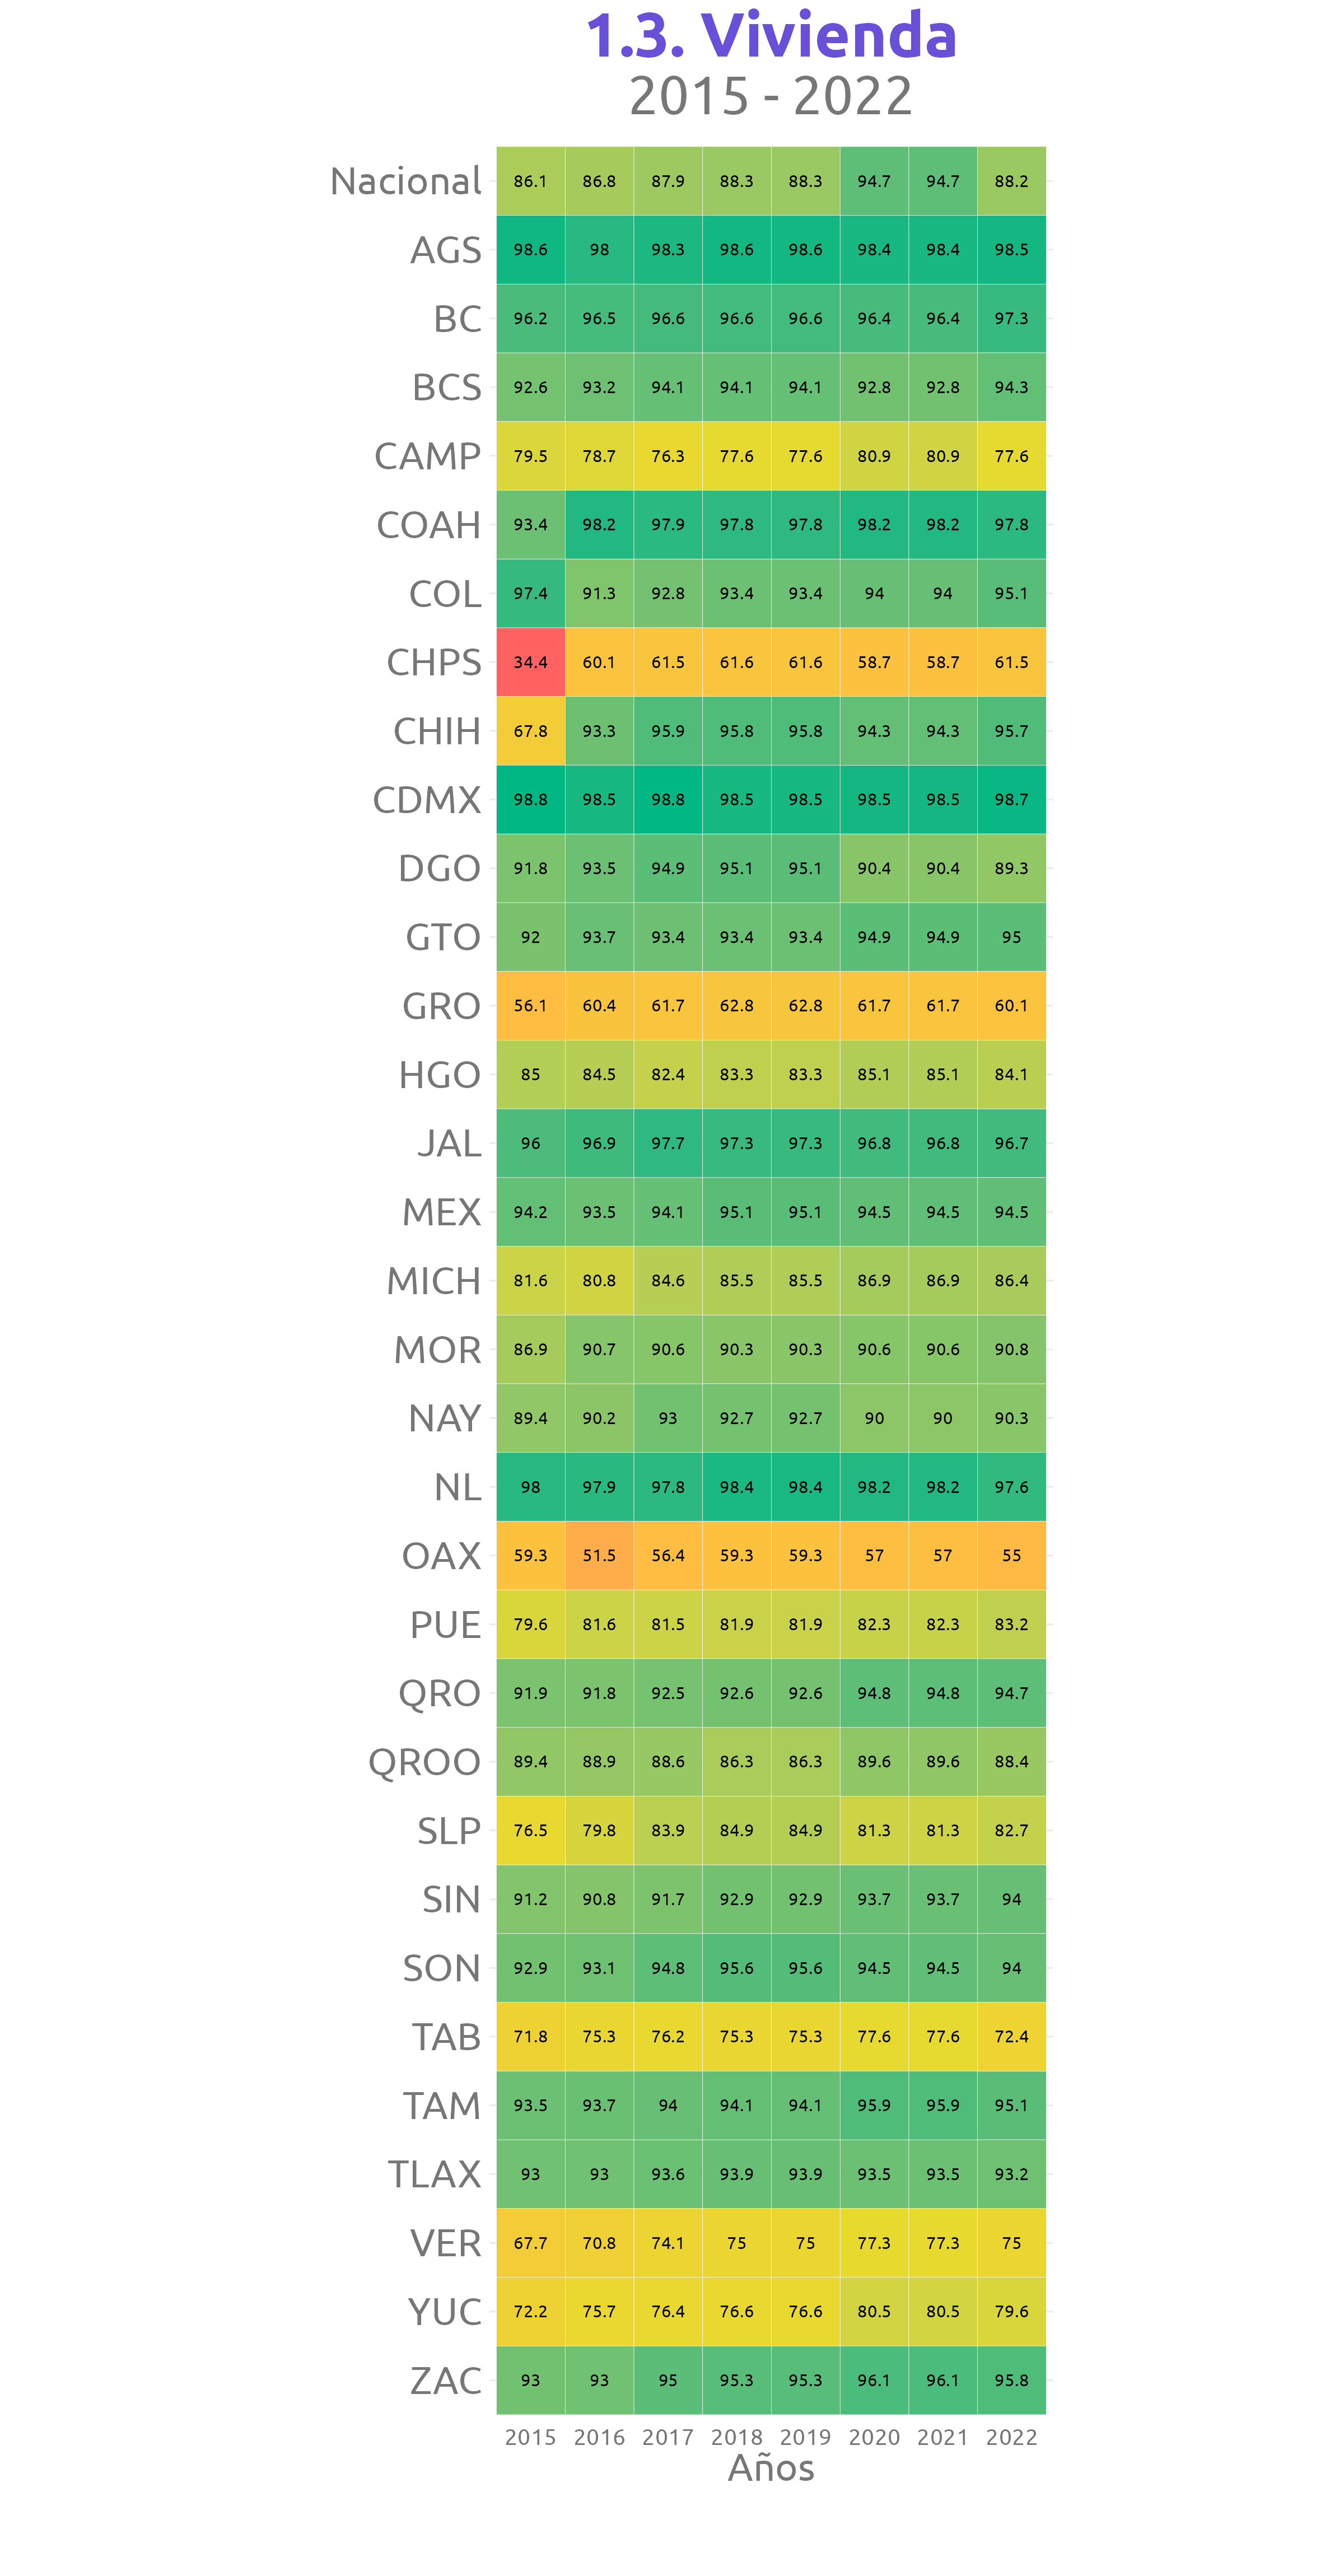 1.3. Vivienda
2015 - 2022
Nacional 86.1 86.8 87.9 88.3 88.3 94.7 94.7 88.2
AGS 98.6 98 98.3 98.6 98.6 98.4 98.4 98.5
BC 96.2 96.5 96.6 96.6 96.6 96.4 96.4 97.3
BCS 92.6 93.2 94.1 94.1 94.1 92.8 92.8 94.3
CAMP 79.5 78.7 76.3 77.6 77.6 80.9 80.9 77.6
COAH 93.4 98.2 97.9 97.8 97.8 98.2 98.2 97.8
COL 97.4 91.3 92.8 93.4 93.4 94 94 95.1
CHPS 34.4 60.1 61.5 61.6 61.6 58.7 58.7 61.5
CHIH 67.8 93.3 95.9 95.8 95.8 94.3 94.3 95.7
CDMX 98.8 98.5 98.8 98.5 98.5 98.5 98.5 98.7
DGO 91.8 93.5 94.9 95.1 95.1 90.4 90.4 89.3
GTO 92 93.7 93.4 93.4 93.4 94.9 94.9 95
GRO 56.1 60.4 61.7 62.8 62.8 61.7 61.7 60.1
HGO 85 84.5 82.4 83.3 83.3 85.1 85.1 84.1
JAL 96 96.9 97.7 97.3 97.3 96.8 96.8 96.7
MEX 94.2 93.5 94.1 95.1 95.1 94.5 94.5 94.5
MICH 81.6 80.8 84.6 85.5 85.5 86.9 86.9 86.4
MOR 86.9 90.7 90.6 90.3 90.3 90.6 90.6 90.8
NAY 89.4 90.2 93 92.7 92.7 90 90 90.3
NL 98 97.9 97.8 98.4 98.4 98.2 98.2 97.6
OAX 59.3 51.5 56.4 59.3 59.3 57 57 55
PUE 79.6 81.6 81.5 81.9 81.9 82.3 82.3 83.2
QRO 91.9 91.8 92.5 92.6 92.6 94.8 94.8 94.7
QROO 89.4 88.9 88.6 86.3 86.3 89.6 89.6 88.4
SLP 76.5 79.8 83.9 84.9 84.9 81.3 81.3 82.7
SIN 91.2 90.8 91.7 92.9 92.9 93.7 93.7 94
SON 92.9 93.1 94.8 95.6 95.6 94.5 94.5 94
TAB 71.8 75.3 76.2 75.3 75.3 77.6 77.6 72.4
TAM 93.5 93.7 94 94.1 94.1 95.9 95.9 95.1
TLAX 93 93 93.6 93.9 93.9 93.5 93.5 93.2
VER 67.7 70.8 74.1 75 75 77.3 77.3 75
YUC 72.2 75.7 76.4 76.6 76.6 80.5 80.5 79.6
ZAC 93 93 95 95.3 95.3 96.1 96.1 95.8
2015 2016 2017 2018 2019 2020 2021 2022
Años